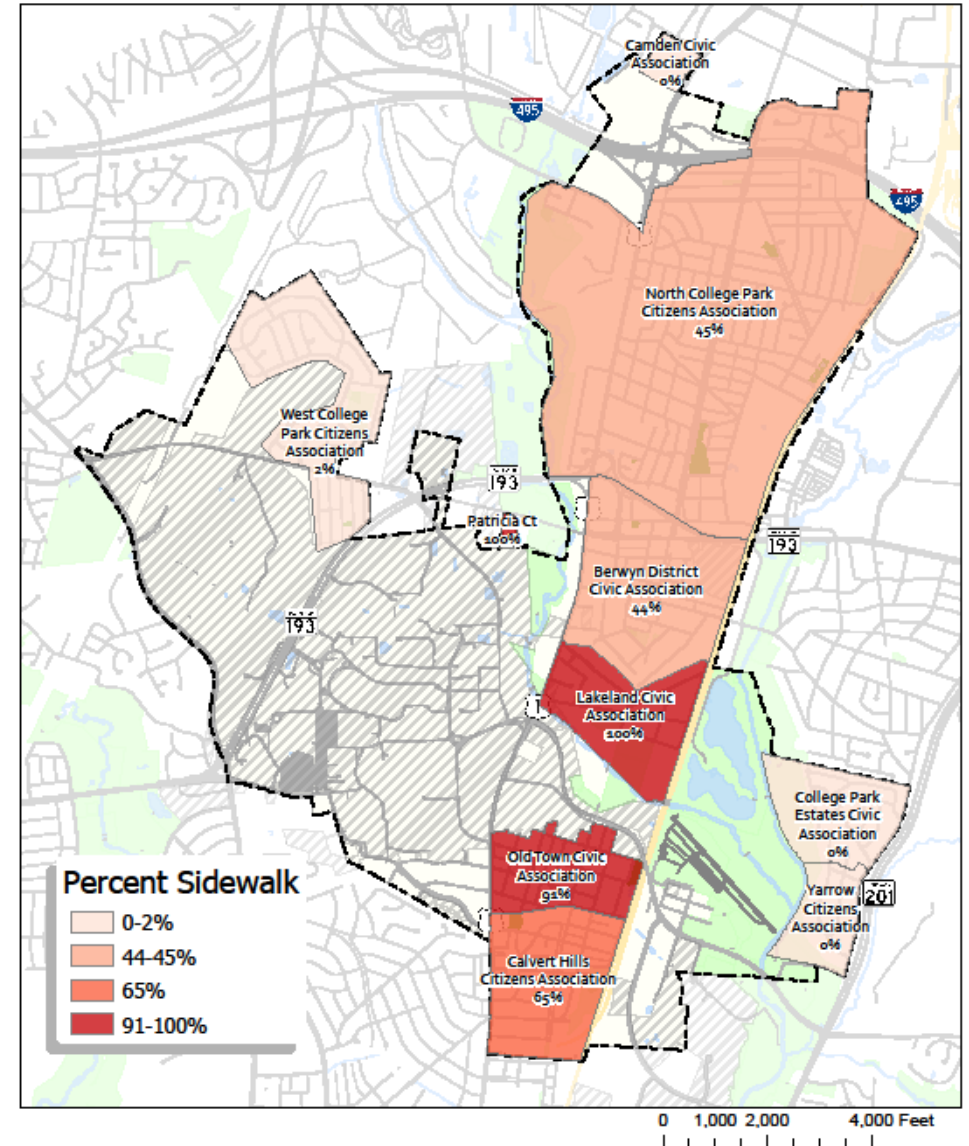 Camden Civic
Association
0%
495
495
North College Park
Citizens Association
45%
West College
Park Citizens
Association
2%
193
Patricia Ct
100%
193
Berwyn District
Civic Association
44%
193
Lakeland Civic
Association
100%
1
College Park
Estates Civic
Association
0%
Old Town Civic
Association
91%
Yarrow
Citizens
Association
0%
201
Calvert Hills
Citizens Association
65%
Percent Sidewalk
0-2%
44-45%
65%
91-100%
0 1,000 2,000 4,000 Feet